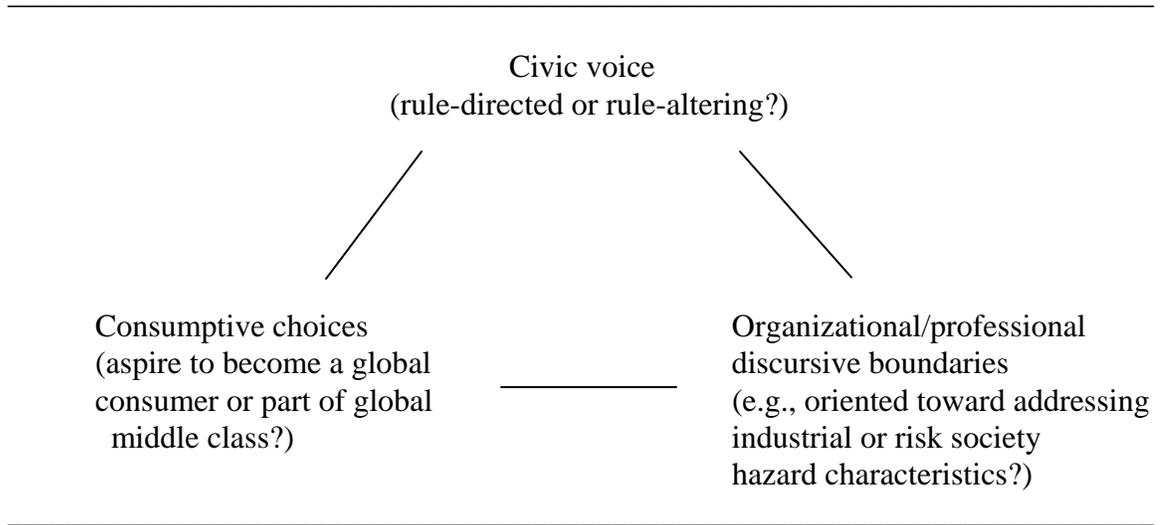 Civic voice
(rule-directed or rule-altering?)
Consumptive choices
(aspire to become a global
consumer or part of global
middle class?)
Organizational/professional
discursive boundaries
(e.g., oriented toward addressing
industrial or risk society
hazard characteristics?)